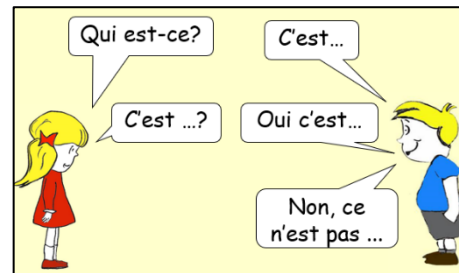 Qui est-ce?
C'est...
C'est ...?
Oui c'est...
Non, ce
n'est pas ...